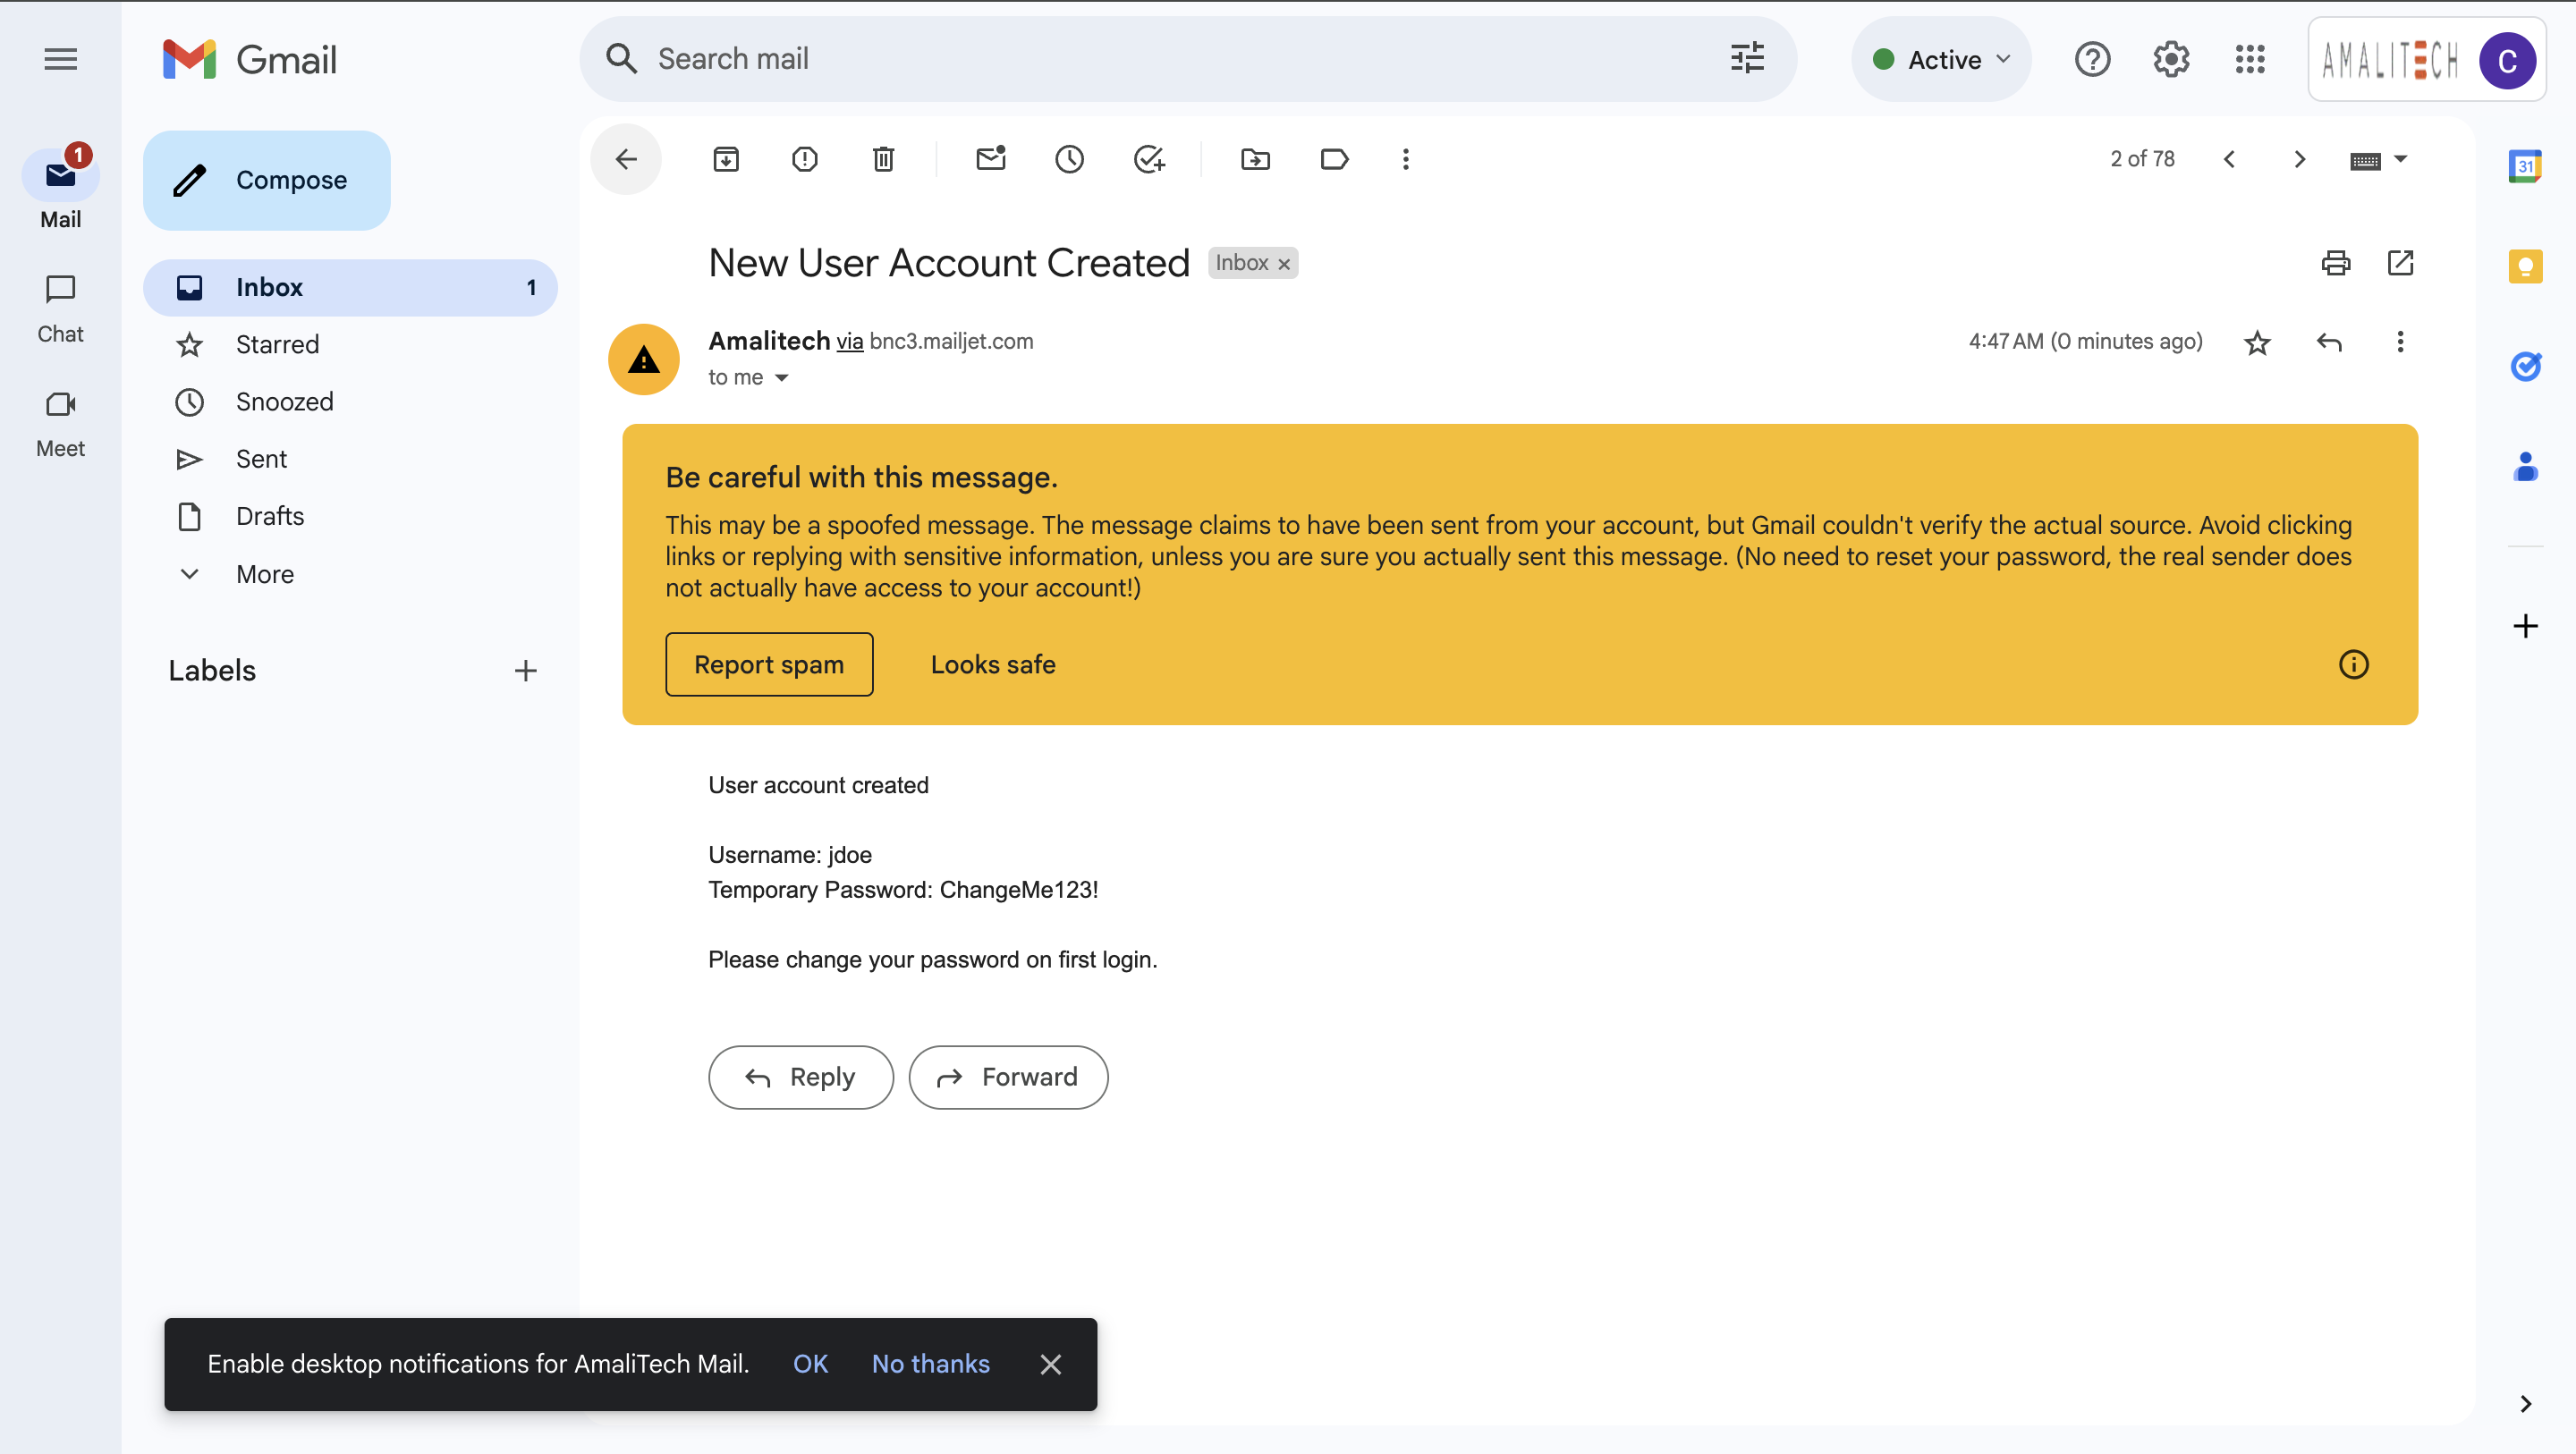 Gmail
Search mail
Active
AMALITECH
C
1
Mail
Chat
Meet
Compose
Inbox 1
Starred
Snoozed
Sent
Drafts
More
Labels
2 of 78
31
New User Account Created Inbox
Amalitech via bnc3.mailjet.com
4:47 AM (0 minutes ago)
to me
Be careful with this message.
This may be a spoofed message. The message claims to have been sent from your account, but Gmail couldn't verify the actual source. Avoid clicking
links or replying with sensitive information, unless you are sure you actually sent this message. (No need to reset your password, the real sender does
not actually have access to your account!)
Report spam Looks safe
User account created
Username: jdoe
Temporary Password: ChangeMe123!
Please change your password on first login.
Reply Forward
Enable desktop notifications for AmaliTech Mail. OK No thanks